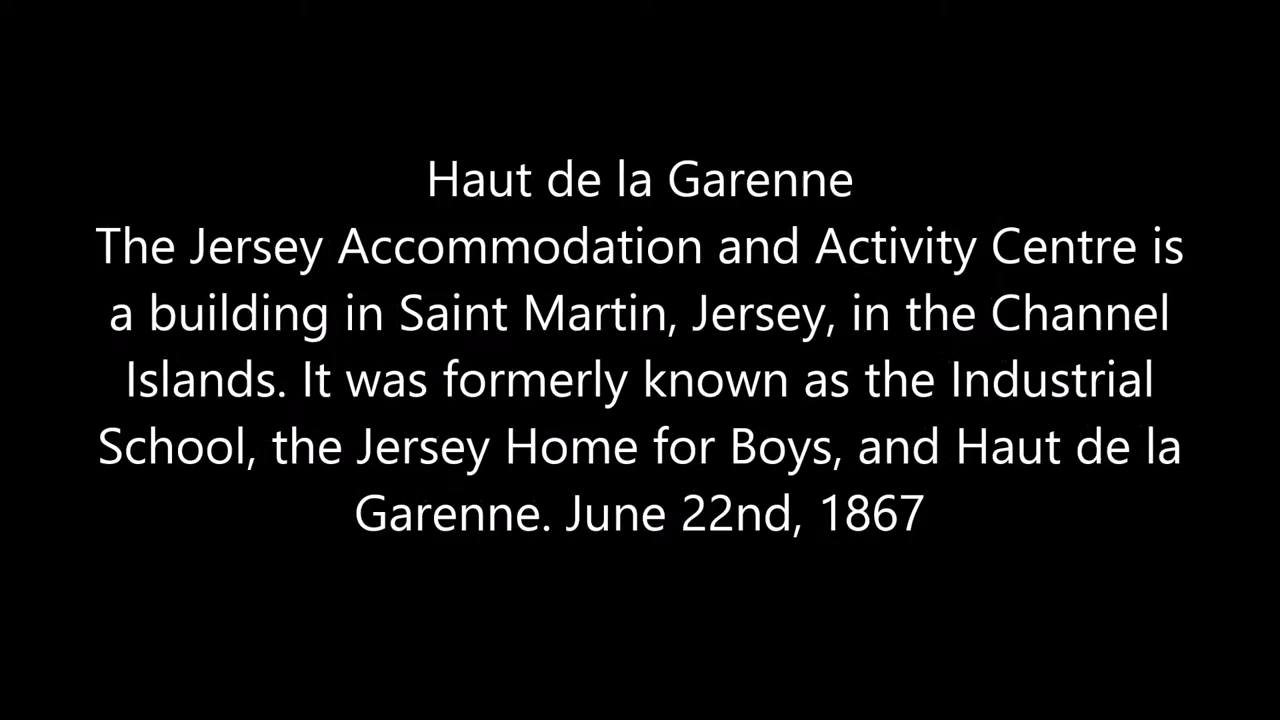 Haut de la Garenne
The Jersey Accommodation and Activity Centre is
a building in Saint Martin, Jersey, in the Channel
Islands. It was formerly known as the Industrial
School, the Jersey Home for Boys, and Haut de la
Garenne. June 22nd, 1867